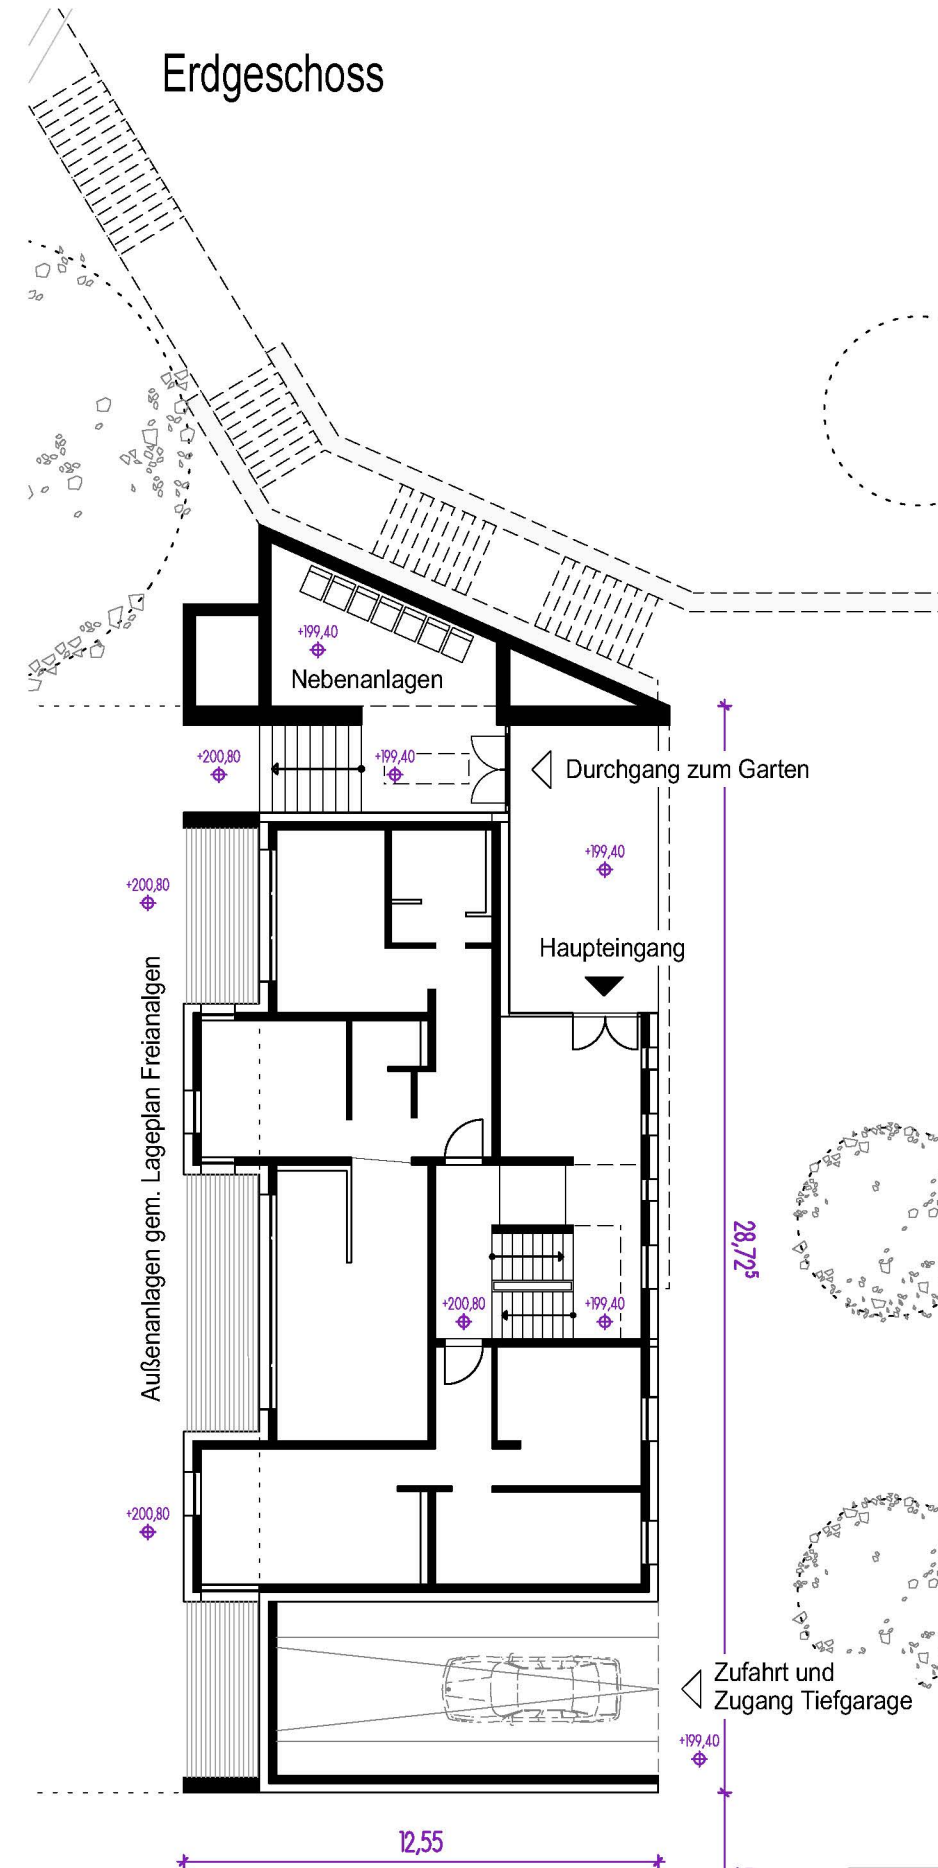 Erdgeschoss
+199,40
Nebenanlagen
+200,80
+199,40
Durchgang zum Garten
+200,80
+199,40
Haupteingang
Außenanlagen gem. Lageplan Freianalgen
28,72⁵
+200,80
+199,40
+200,80
Zufahrt und
Zugang Tiefgarage
+199,40
12,55